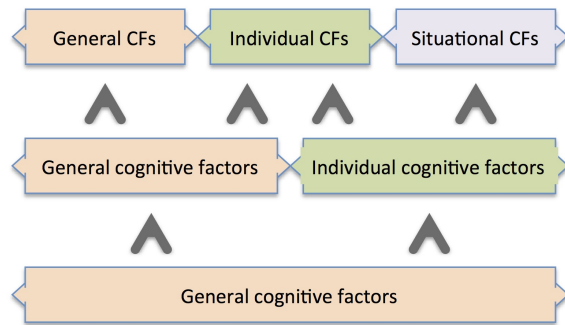 General CFs
Individual CFs
Situational CFs
General cognitive factors
Individual cognitive factors
General cognitive factors